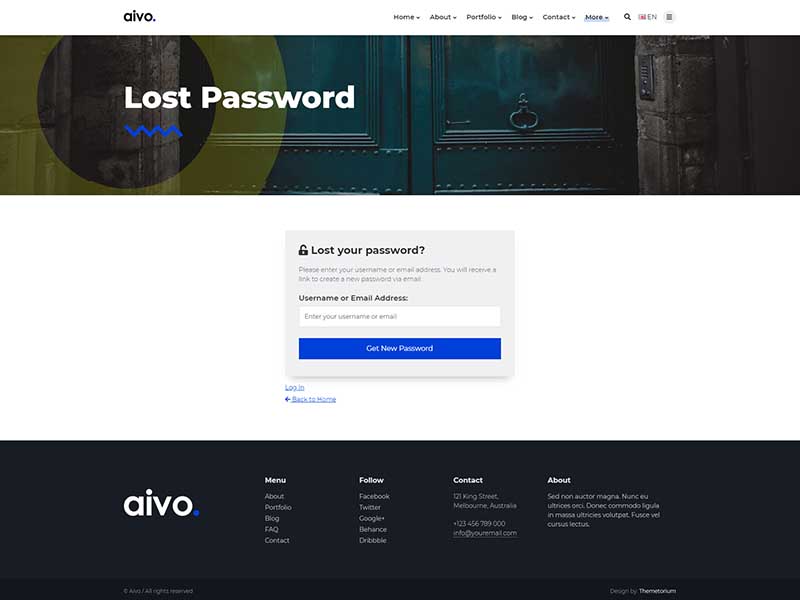 aivo.
Home
About
Portfolio
Blog
Contact
More
EN
Lost Password
Lost your password?
Please enter your username or email address. You will receive a
link to create a new password via email.
Username or Email Address:
Enter your username or email
Get New Password
Log in
Back to Home
aivo.
Menu
About
Portfolio
Blog
FAQ
Contact
Follow
Facebook
Twitter
Google+
Behance
Dribbble
Contact
121 King Street,
Melbourne, Australia
+123 456 789 000
info@youremail.com
About
Sed non auctor magna. Nunc eu
ultrices orci. Donec commodo ligula
in massa ultricies volutpat. Fusce vel
cursus lectus.
© Aivo / All rights reserved
Design by Themetorium